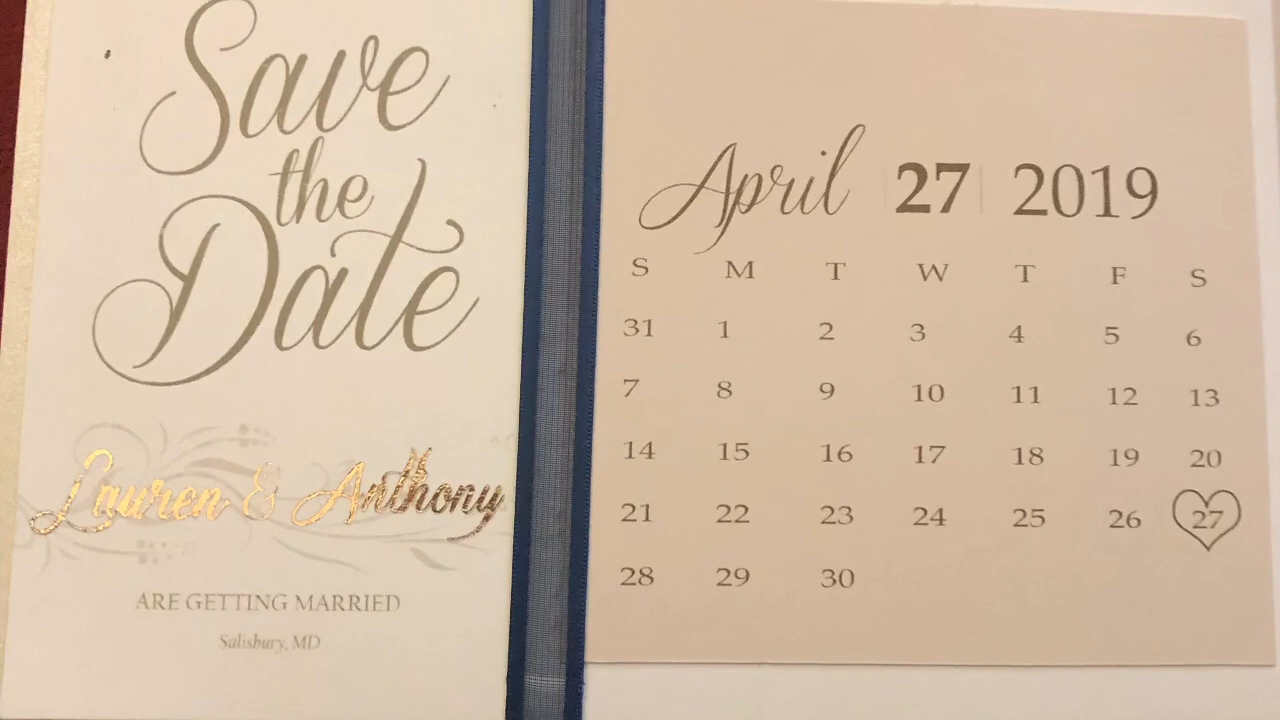 Save
the
Date
Lauren & Anthony
ARE GETTING MARRIED
Salisbury, MD
April 27 2019
S M T W T F S
31 1 2 3 4 5 6
7 8 9 10 11 12 13
14 15 16 17 18 19 20
21 22 23 24 25 26 27
28 29 30